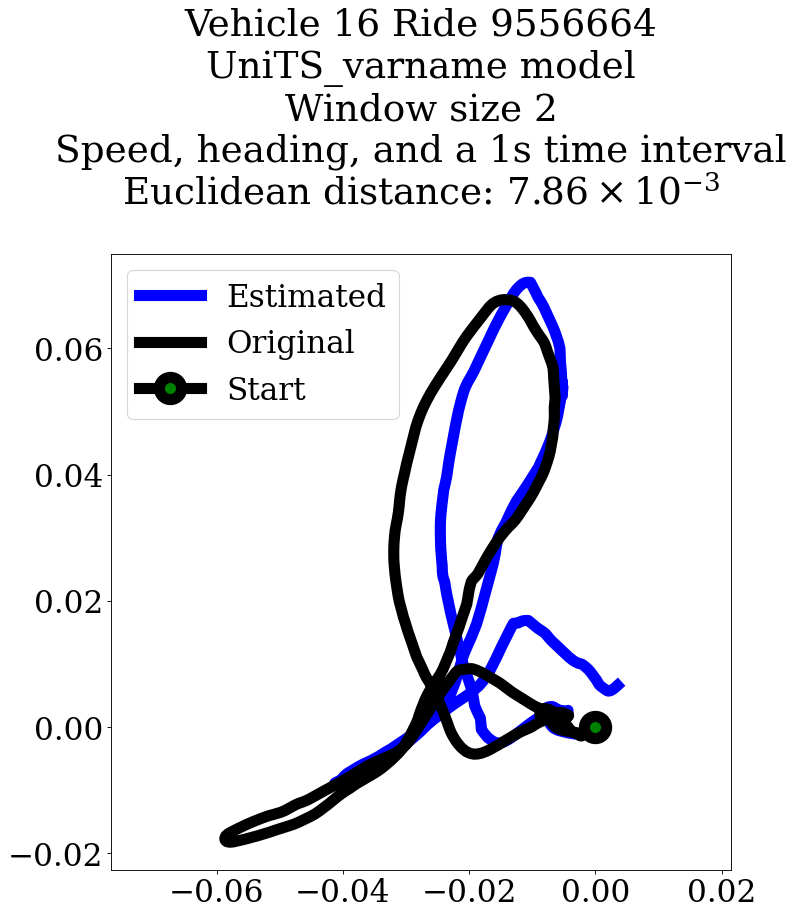 Vehicle 16 Ride 9556664
UniTS_varname model
Window size 2
Speed, heading, and a 1s time interval
Euclidean distance: 7.86 × 10⁻³
Estimated
Original
Start
0.06
0.04
0.02
0.00
−0.02
−0.06 −0.04 −0.02 0.00 0.02